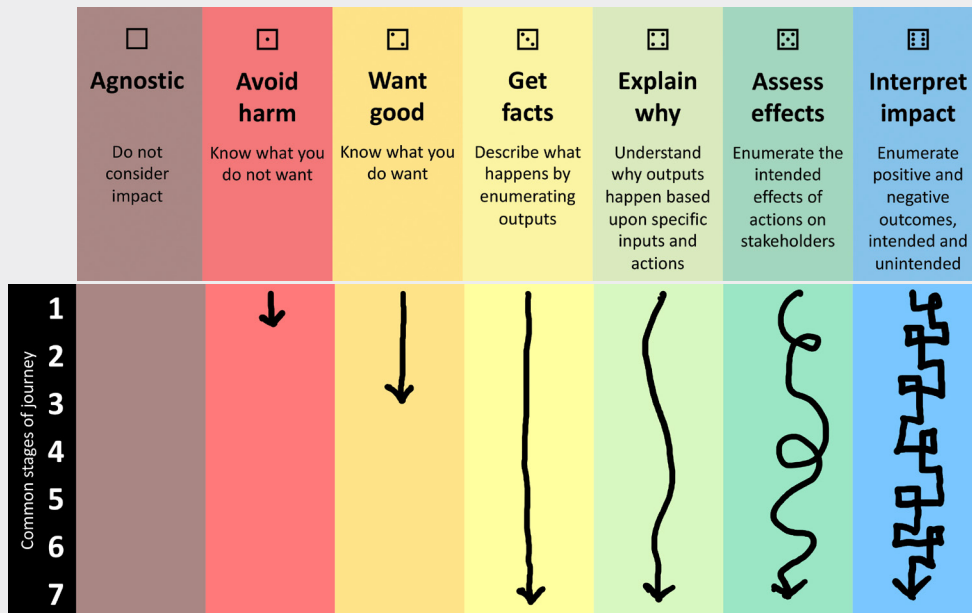 Agnostic
Do not
consider
impact
Avoid
harm
Know what you
do not want
Want
good
Know what you
do want
Get
facts
Describe what
happens by
enumerating
outputs
Explain
why
Understand
why outputs
happen based
upon specific
inputs and
actions
Assess
effects
Enumerate the
intended
effects of
actions on
stakeholders
Interpret
impact
Enumerate
positive and
negative
outcomes,
intended and
unintended
Common stages of journey
1
2
3
4
5
6
7